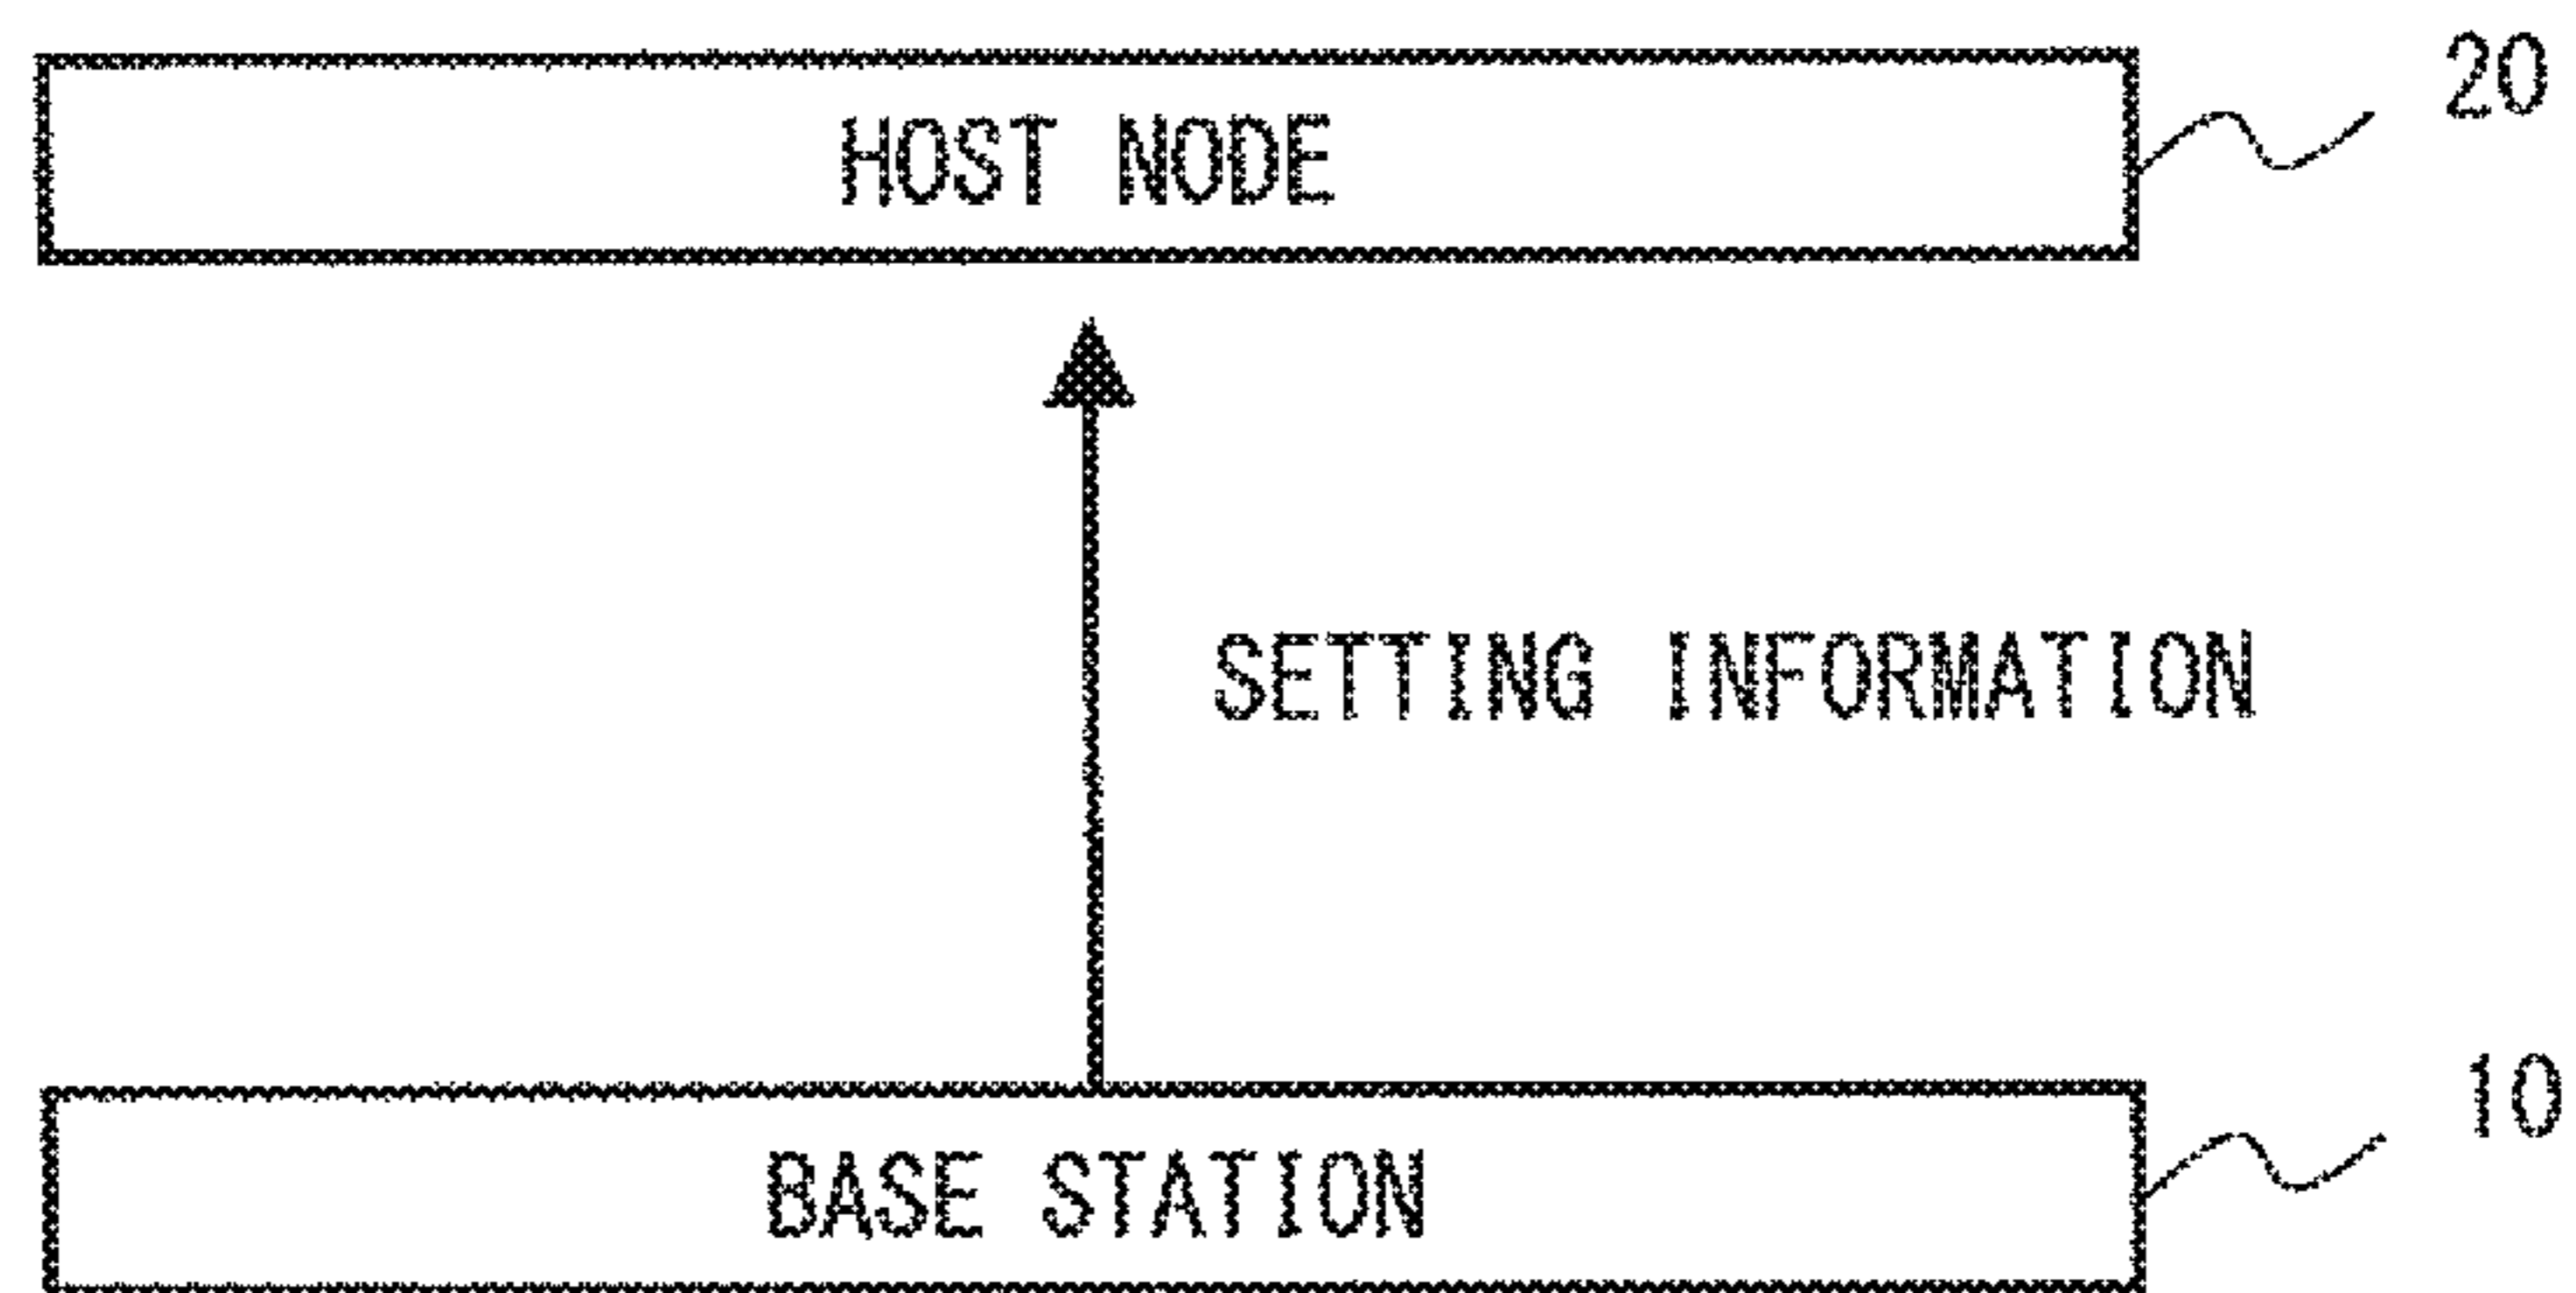 20
HOST NODE
SETTING INFORMATION
10
BASE STATION